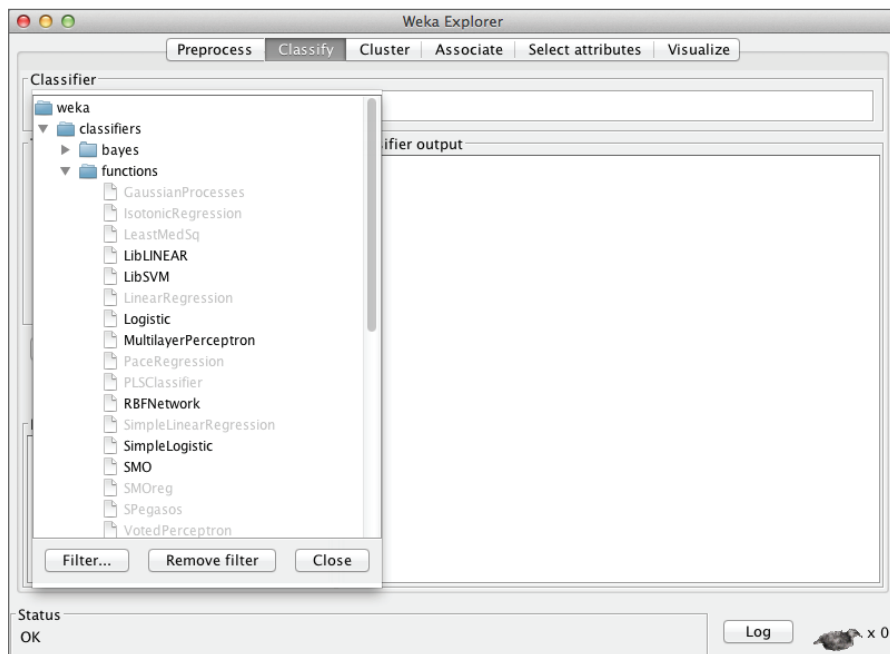 Weka Explorer
Preprocess Classify Cluster Associate Select attributes Visualize
Classifier
weka
classifiers
bayes
functions
GaussianProcesses
IsotonicRegression
LeastMedSq
LibLINEAR
LibSVM
LinearRegression
Logistic
MultilayerPerceptron
PaceRegression
PLSClassifier
RBFNetwork
SimpleLinearRegression
SimpleLogistic
SMO
SMOreg
SPegasos
VotedPerceptron
Filter... Remove filter Close
ifier output
Status
OK
Log
x 0